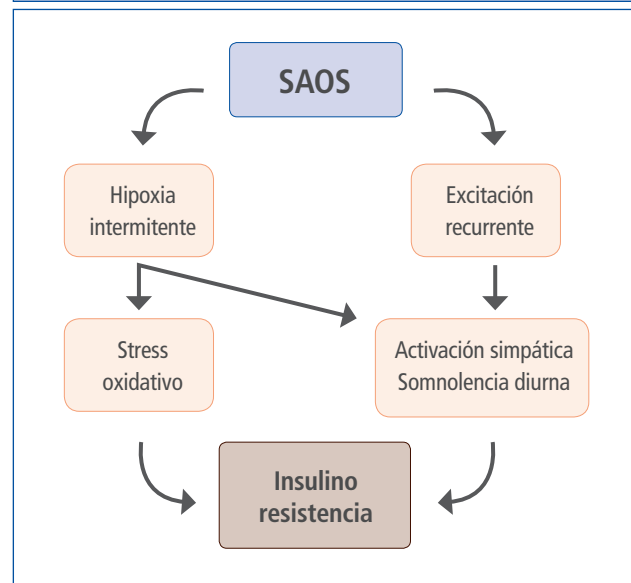 SAOS
Hipoxia
intermitente
Excitación
recurrente
Stress
oxidativo
Activación simpática
Somnolencia diurna
Insulino
resistencia